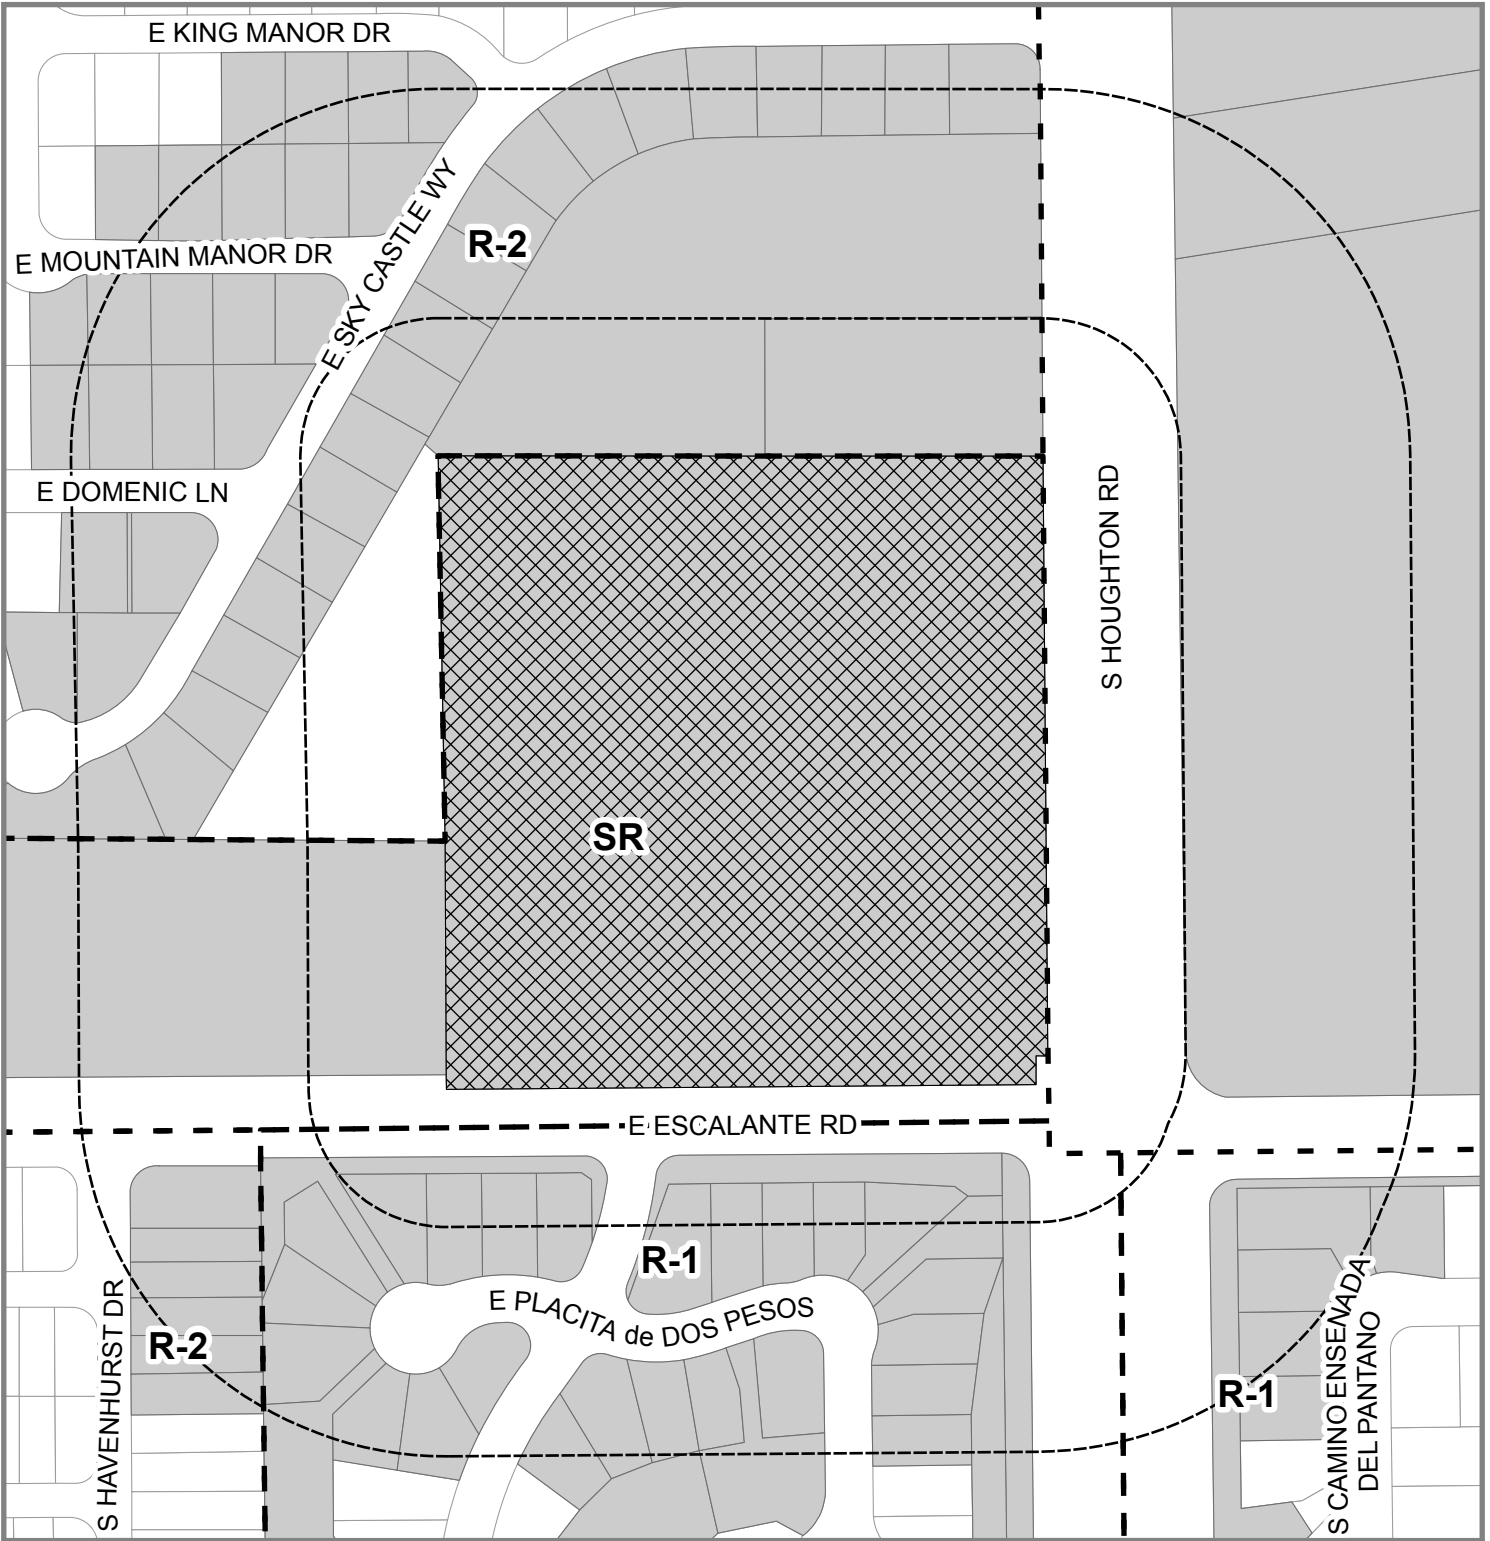 E KING MANOR DR
E SKY CASTLE WY
R-2
E MOUNTAIN MANOR DR
E DOMENIC LN
S HOUGHTON RD
SR
E ESCALANTE RD
R-1
E PLACITA de DOS PESOS
S HAVENHURST DR
R-2
R-1
S CAMINO ENSENADA
DEL PANTANO